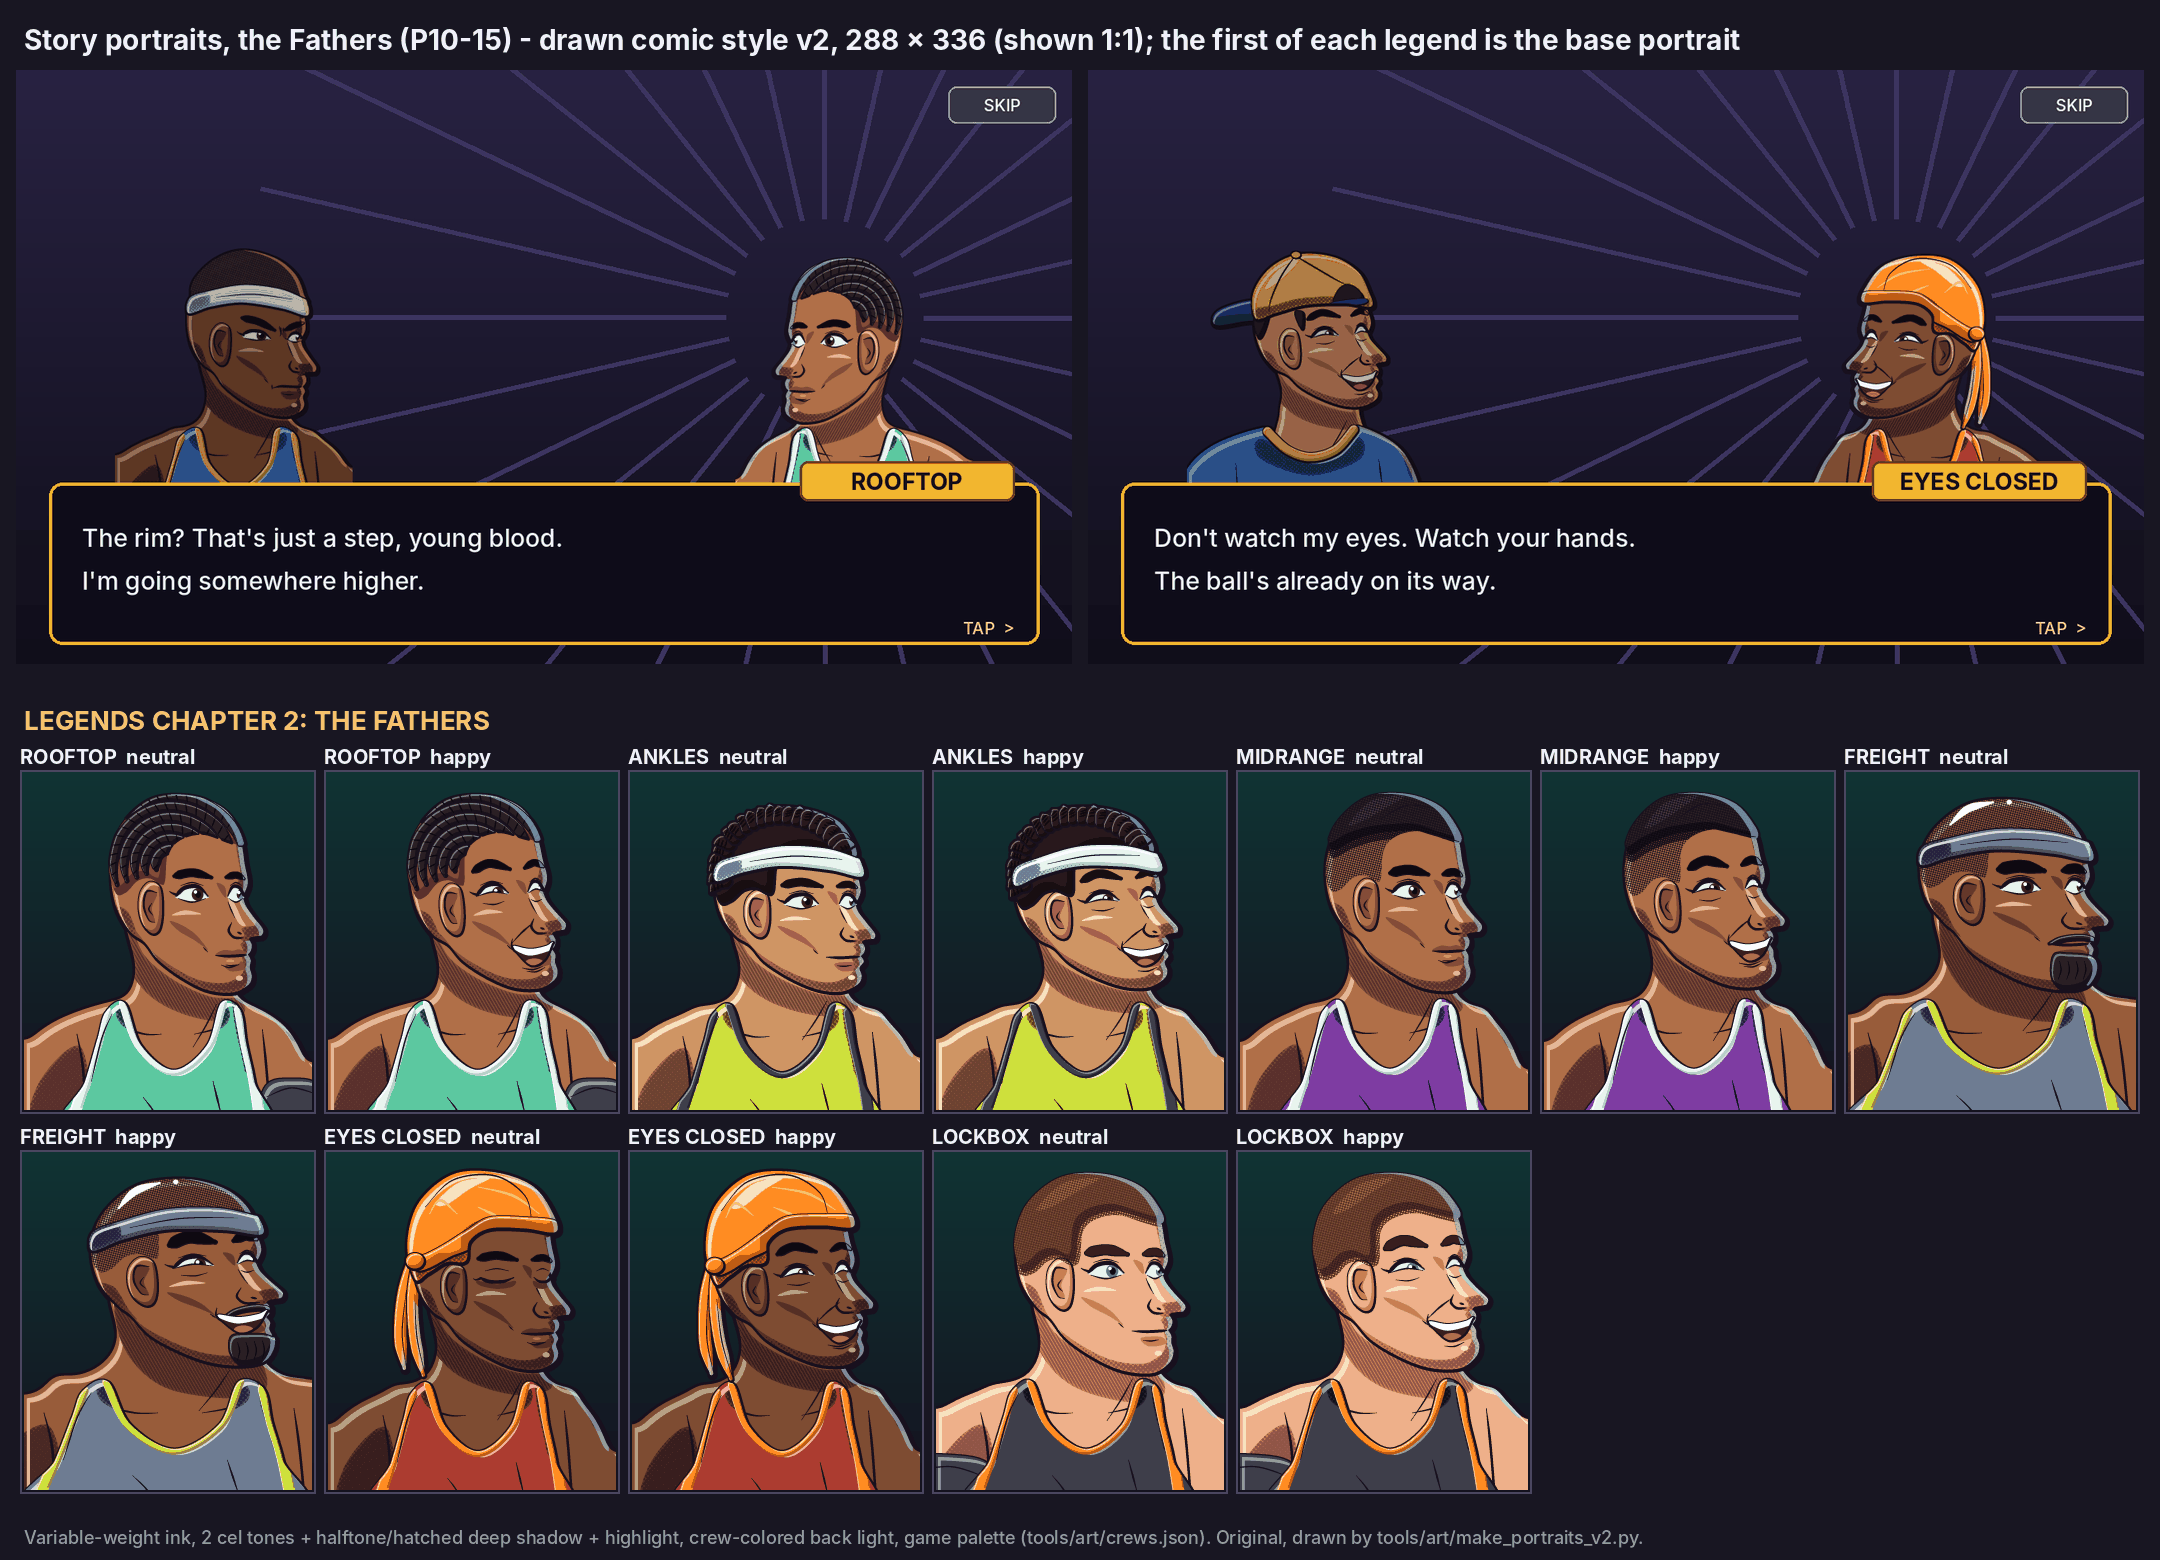 Story portraits, the Fathers (P10-15) - drawn comic style v2, 288 × 336 (shown 1:1); the first of each legend is the base portrait
SKIP
ROOFTOP
The rim? That's just a step, young blood.
I'm going somewhere higher.
TAP >
SKIP
EYES CLOSED
Don't watch my eyes. Watch your hands.
The ball's already on its way.
TAP >
LEGENDS CHAPTER 2: THE FATHERS
ROOFTOP neutral
ROOFTOP happy
ANKLES neutral
ANKLES happy
MIDRANGE neutral
MIDRANGE happy
FREIGHT neutral
FREIGHT happy
EYES CLOSED neutral
EYES CLOSED happy
LOCKBOX neutral
LOCKBOX happy
Variable-weight ink, 2 cel tones + halftone/hatched deep shadow + highlight, crew-colored back light, game palette (tools/art/crews.json). Original, drawn by tools/art/make_portraits_v2.py.